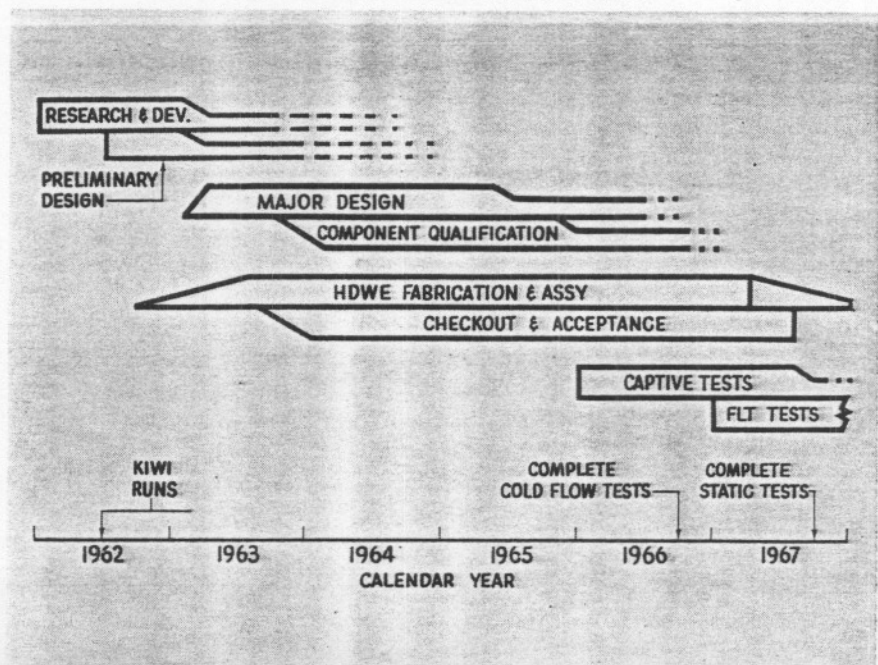 RESEARCH & DEV.
PRELIMINARY
DESIGN
MAJOR DESIGN
COMPONENT QUALIFICATION
HDWE FABRICATION & ASSY
CHECKOUT & ACCEPTANCE
CAPTIVE TESTS
FLT TESTS
KIWI
RUNS
COMPLETE
COLD FLOW TESTS
COMPLETE
STATIC TESTS
1962 1963 1964 1965 1966 1967
CALENDAR YEAR